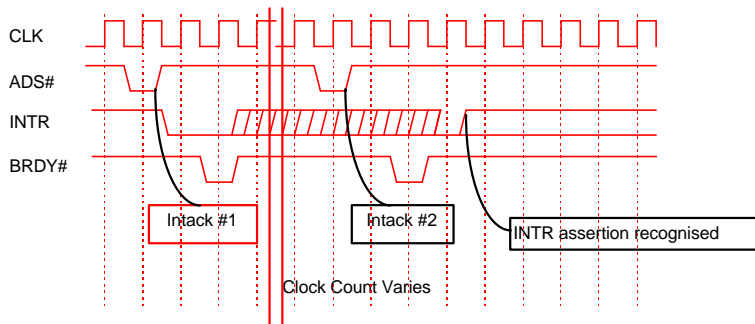 CLK
ADS#
INTR
BRDY#
Intack #1
Intack #2
INTR assertion recognised
Clock Count Varies